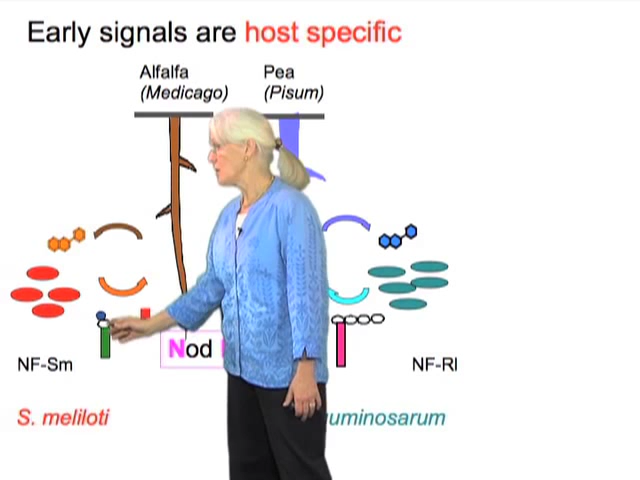 Early signals are host specific
Alfalfa Pea
(Medicago) (Pisum)
Nod
NF-Sm NF-Rl
S. meliloti uminosarum